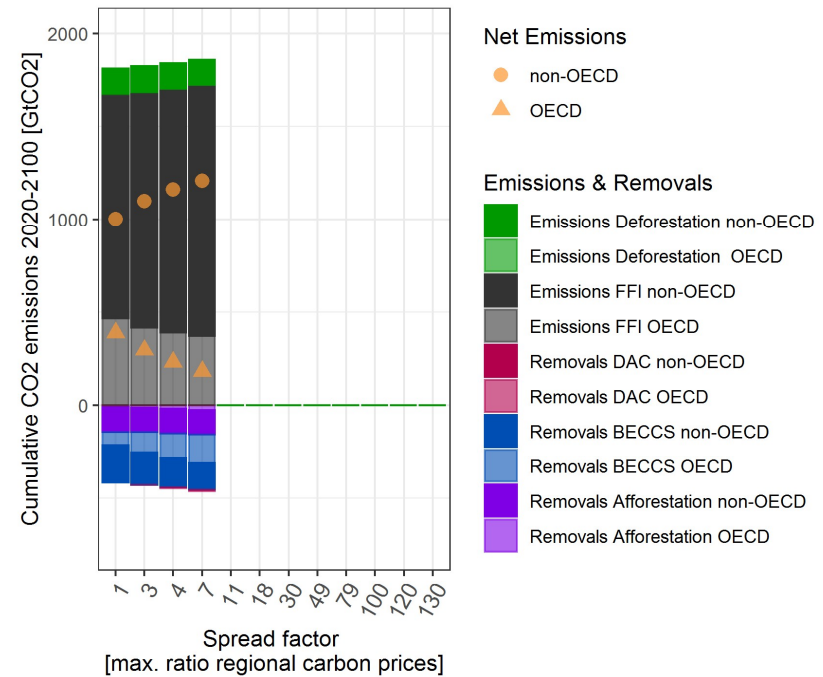 2000
1000
0
Cumulative CO2 emissions 2020-2100 [GtCO2]
1
3
4
7
11
18
30
49
79
100
120
130
Spread factor
[max. ratio regional carbon prices]
Net Emissions
non-OECD
OECD
Emissions & Removals
Emissions Deforestation non-OECD
Emissions Deforestation  OECD
Emissions FFI non-OECD
Emissions FFI OECD
Removals DAC non-OECD
Removals DAC OECD
Removals BECCS non-OECD
Removals BECCS OECD
Removals Afforestation non-OECD
Removals Afforestation OECD